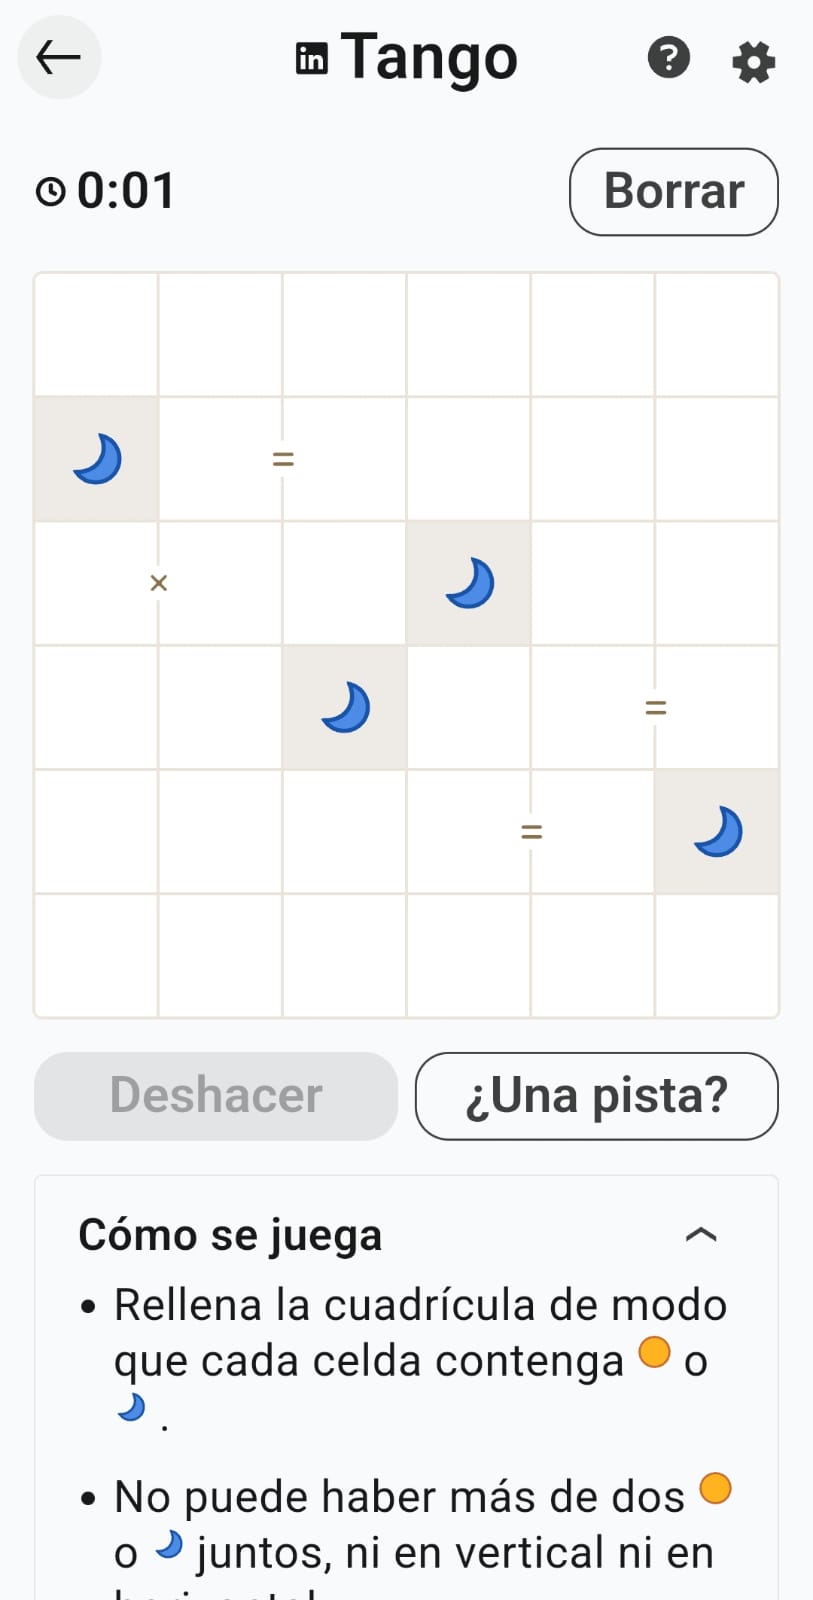 in Tango
0:01
Borrar
=
×
=
=
Deshacer
¿Una pista?
Cómo se juega
• Rellena la cuadrícula de modo
que cada celda contenga o
.
• No puede haber más de dos
o juntos, ni en vertical ni en